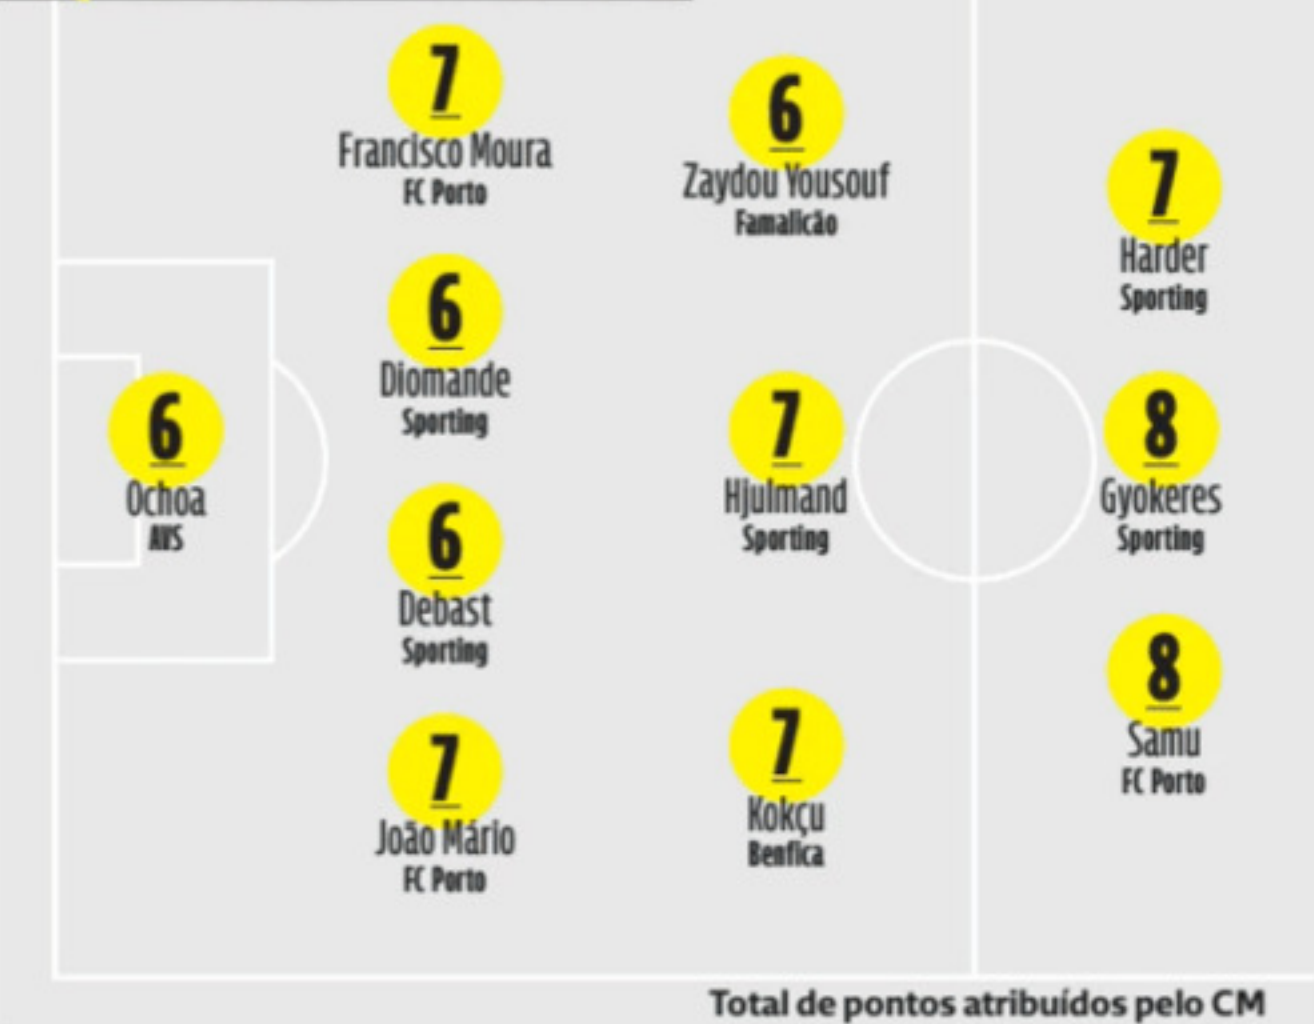 7
Francisco Moura
FC Porto
6
Zaydou Yousouf
Famalicão
7
Harder
Sporting
6
Diomande
Sporting
6
Ochoa
AVS
7
Hjulmand
Sporting
8
Gyokeres
Sporting
6
Debast
Sporting
8
Samu
FC Porto
7
João Mário
FC Porto
7
Kokçu
Benfica
Total de pontos atribuídos pelo CM